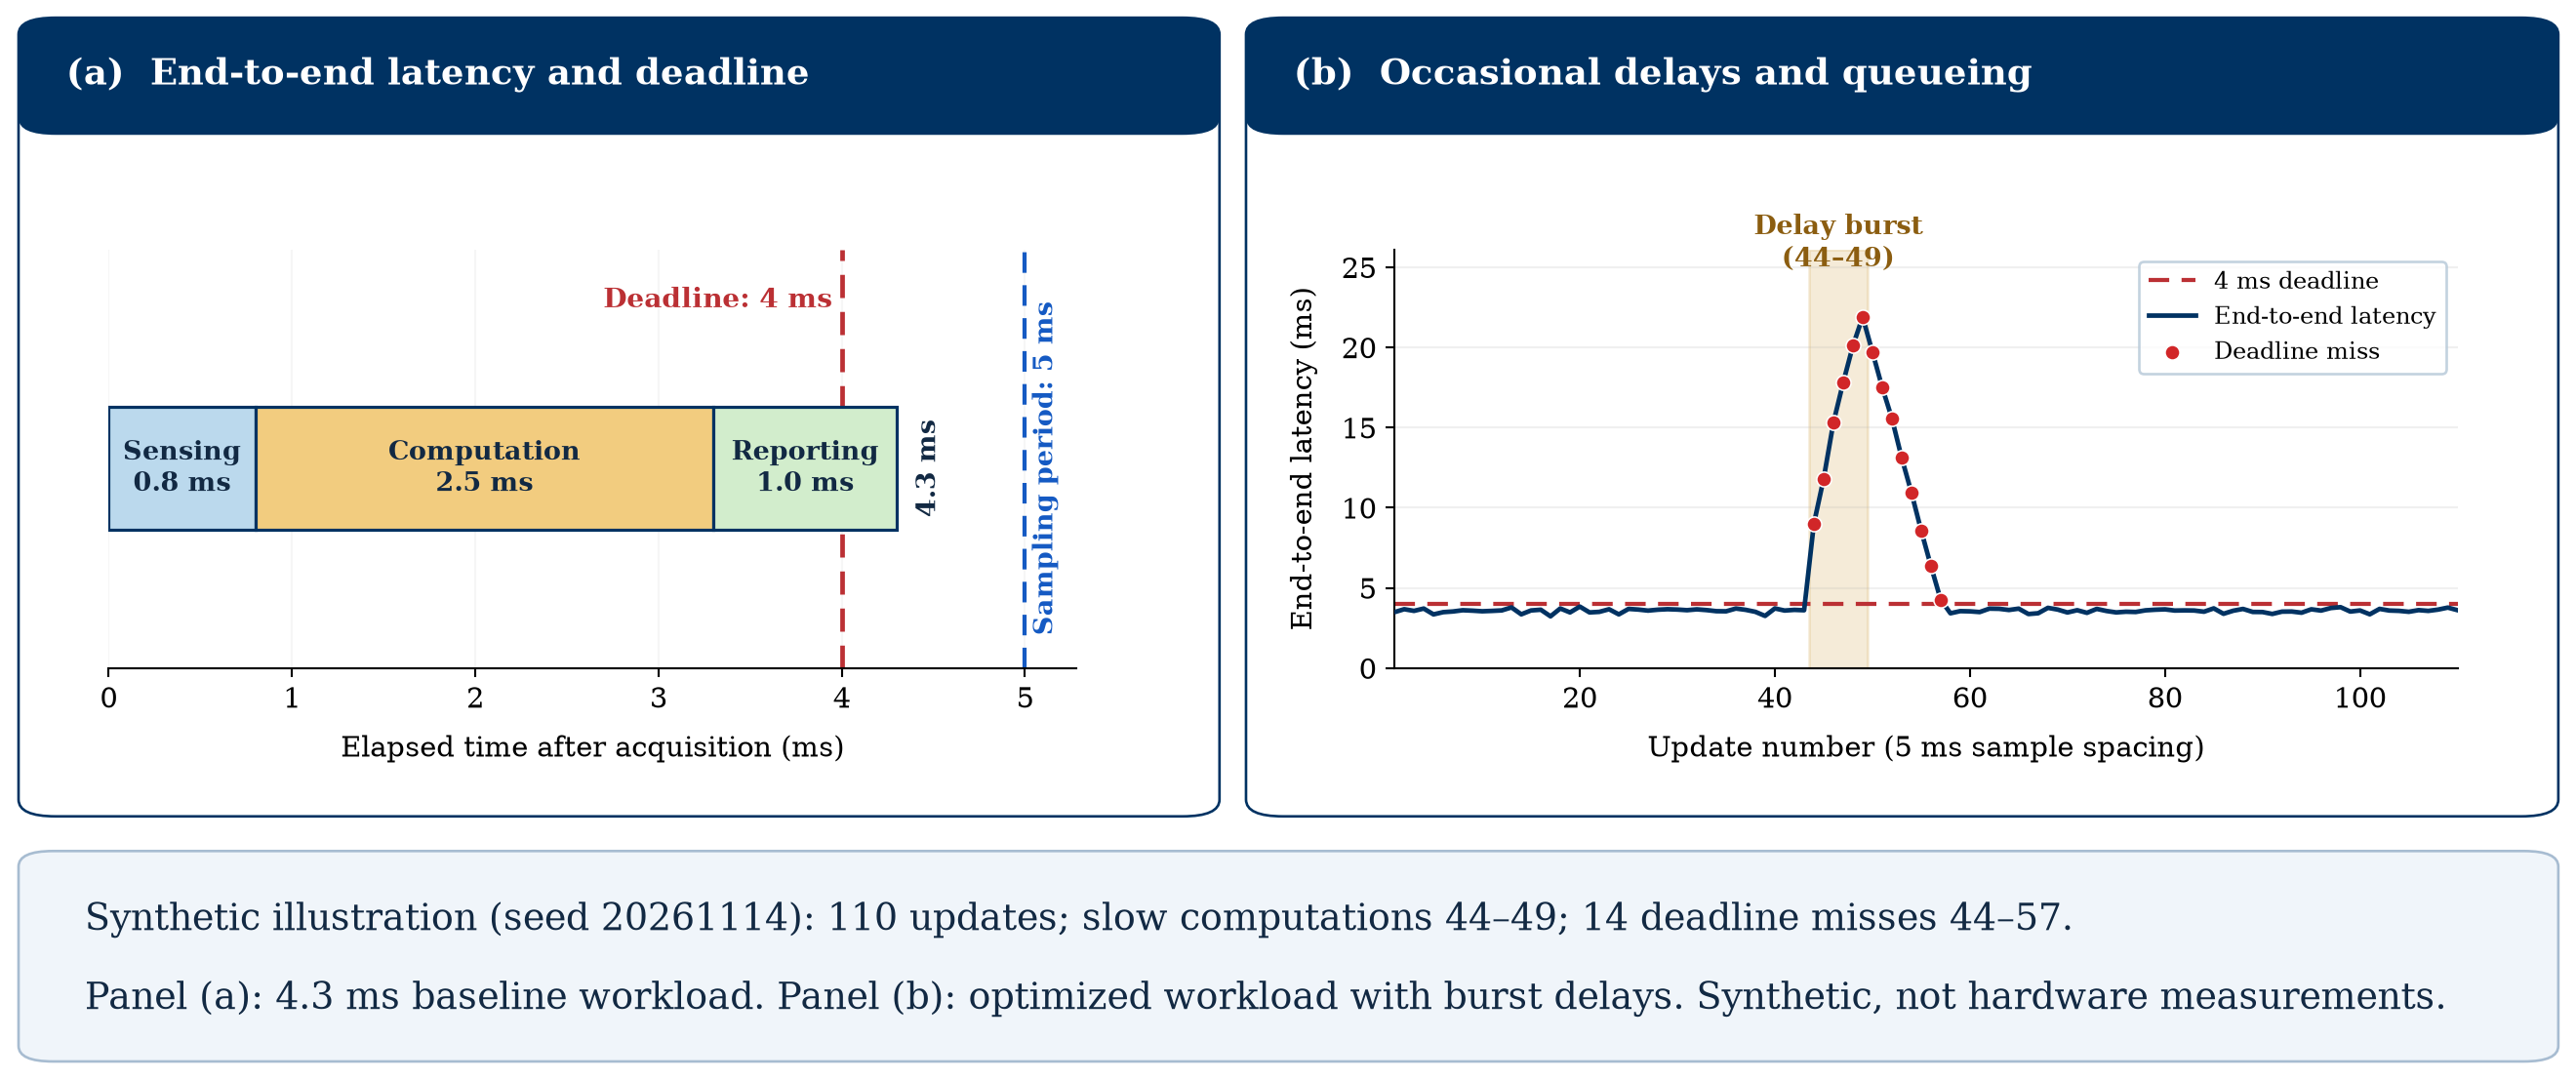 (a) End-to-end latency and deadline
Deadline: 4 ms
Sampling period: 5 ms
Sensing
0.8 ms
Computation
2.5 ms
Reporting
1.0 ms
4.3 ms
0 1 2 3 4 5
Elapsed time after acquisition (ms)
(b) Occasional delays and queueing
Delay burst
(44–49)
4 ms deadline
End-to-end latency
Deadline miss
End-to-end latency (ms)
25
20
15
10
5
0
20 40 60 80 100
Update number (5 ms sample spacing)
Synthetic illustration (seed 20261114): 110 updates; slow computations 44–49; 14 deadline misses 44–57.
Panel (a): 4.3 ms baseline workload. Panel (b): optimized workload with burst delays. Synthetic, not hardware measurements.